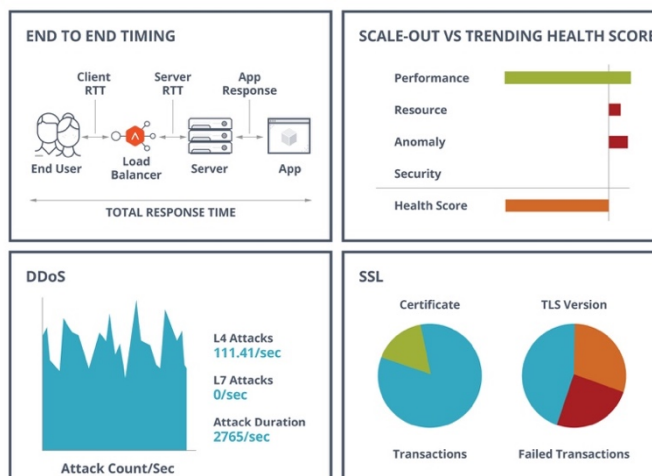 END TO END TIMING
Client
RTT
Server
RTT
App
Response
End User
Load
Balancer
Server
App
TOTAL RESPONSE TIME
SCALE-OUT VS TRENDING HEALTH SCORE
Performance
Resource
Anomaly
Security
Health Score
DDoS
L4 Attacks
111.41/sec
L7 Attacks
0/sec
Attack Duration
2765/sec
Attack Count/Sec
SSL
Certificate
TLS Version
Transactions
Failed Transactions